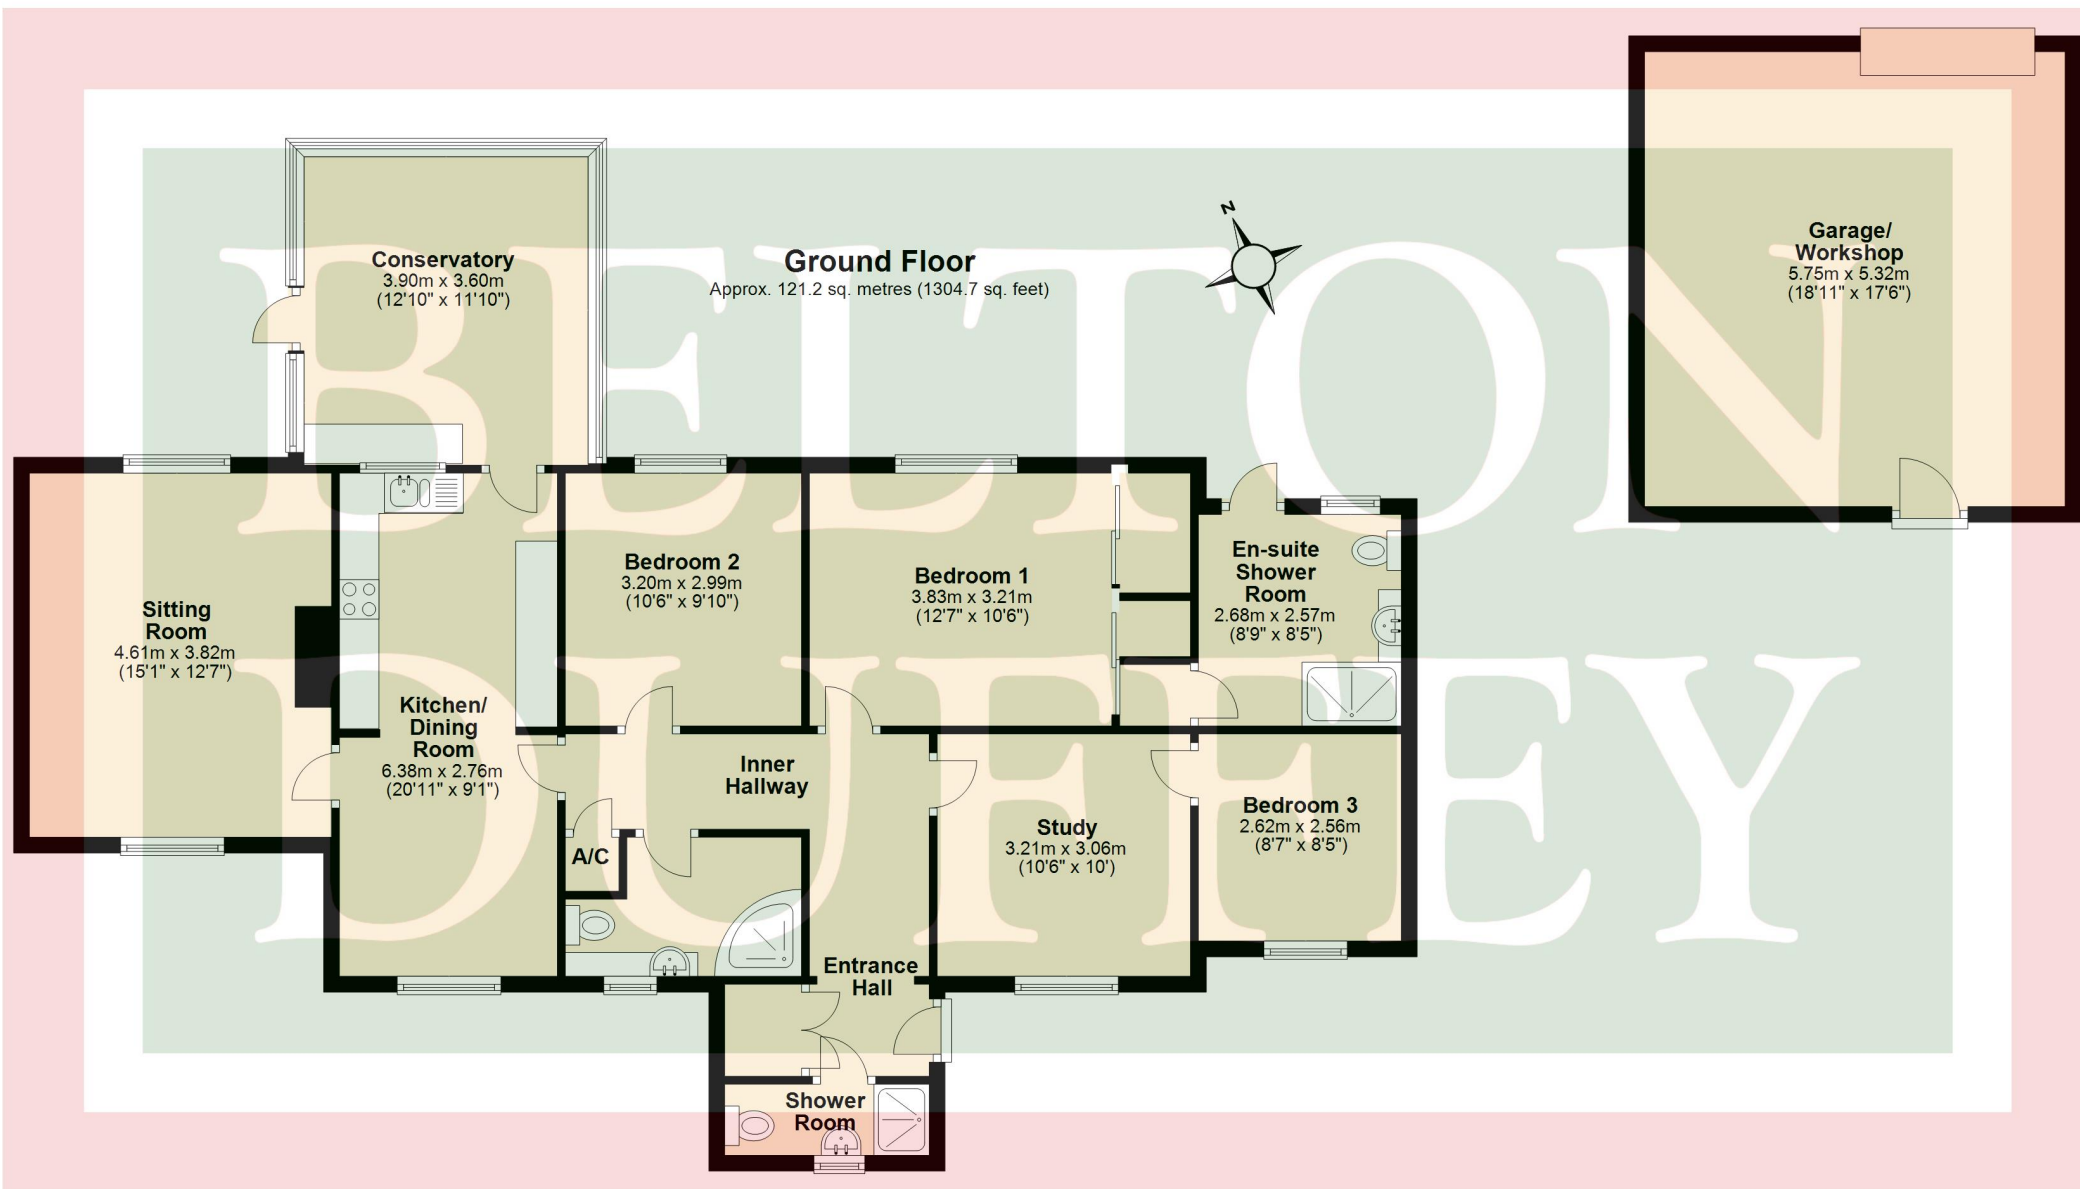 Conservatory
3.90m x 3.60m
(12'10" x 11'10")
Ground Floor
Approx. 121.2 sq. metres (1304.7 sq. feet)
N
Garage/
Workshop
5.75m x 5.32m
(18'11" x 17'6")
BELTON
DUFFEY
Sitting
Room
4.61m x 3.82m
(15'1" x 12'7")
Kitchen/
Dining
Room
6.38m x 2.76m
(20'11" x 9'1")
Bedroom 2
3.20m x 2.99m
(10'6" x 9'10")
Bedroom 1
3.83m x 3.21m
(12'7" x 10'6")
En-suite
Shower
Room
2.68m x 2.57m
(8'9" x 8'5")
Inner
Hallway
A/C
Study
3.21m x 3.06m
(10'6" x 10')
Bedroom 3
2.62m x 2.56m
(8'7" x 8'5")
Entrance
Hall
Shower
Room